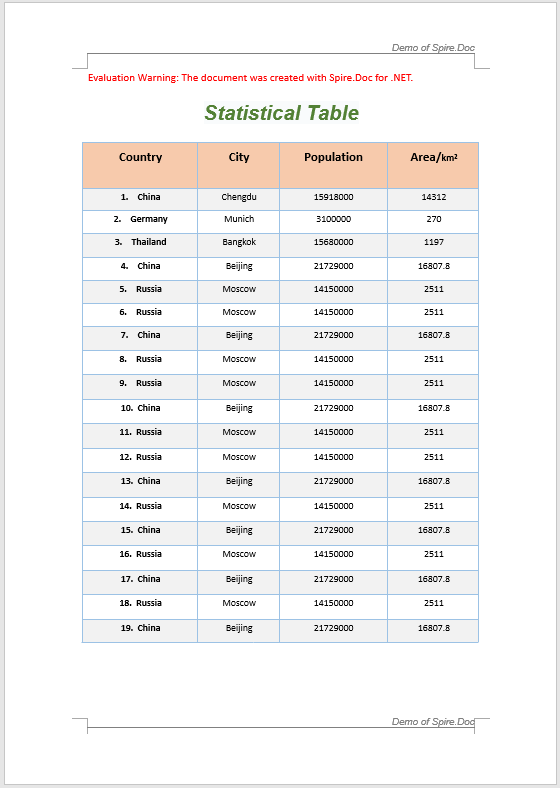 Demo of Spire.Doc
Evaluation Warning: The document was created with Spire.Doc for .NET.
Statistical Table
Country City Population Area/km²
1. China Chengdu 15918000 14312
2. Germany Munich 3100000 270
3. Thailand Bangkok 15680000 1197
4. China Beijing 21729000 16807.8
5. Russia Moscow 14150000 2511
6. Russia Moscow 14150000 2511
7. China Beijing 21729000 16807.8
8. Russia Moscow 14150000 2511
9. Russia Moscow 14150000 2511
10. China Beijing 21729000 16807.8
11. Russia Moscow 14150000 2511
12. Russia Moscow 14150000 2511
13. China Beijing 21729000 16807.8
14. Russia Moscow 14150000 2511
15. China Beijing 21729000 16807.8
16. Russia Moscow 14150000 2511
17. China Beijing 21729000 16807.8
18. Russia Moscow 14150000 2511
19. China Beijing 21729000 16807.8
Demo of Spire.Doc